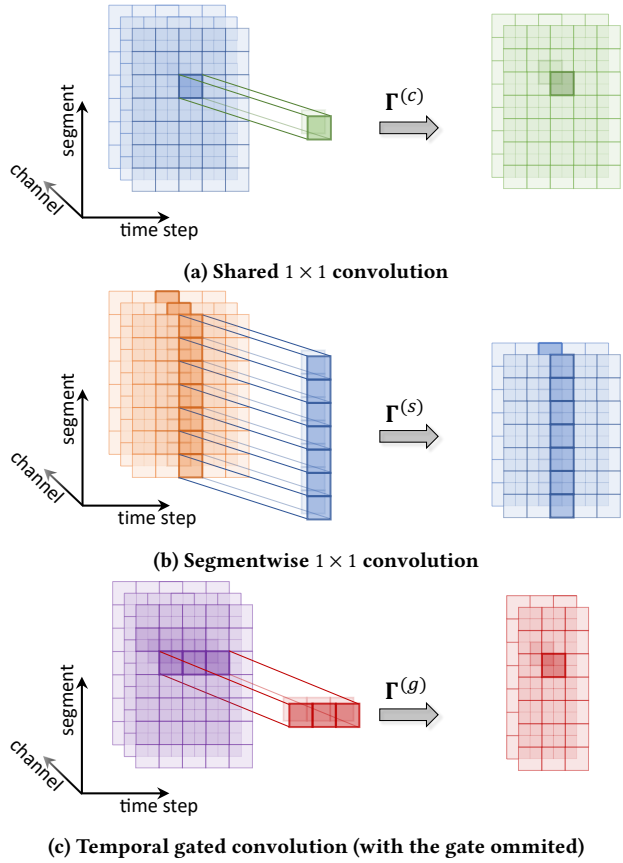 segment
channel
time step
Γ(c)
(a) Shared 1 × 1 convolution
segment
channel
time step
Γ(s)
(b) Segmentwise 1 × 1 convolution
segment
channel
time step
Γ(g)
(c) Temporal gated convolution (with the gate ommited)